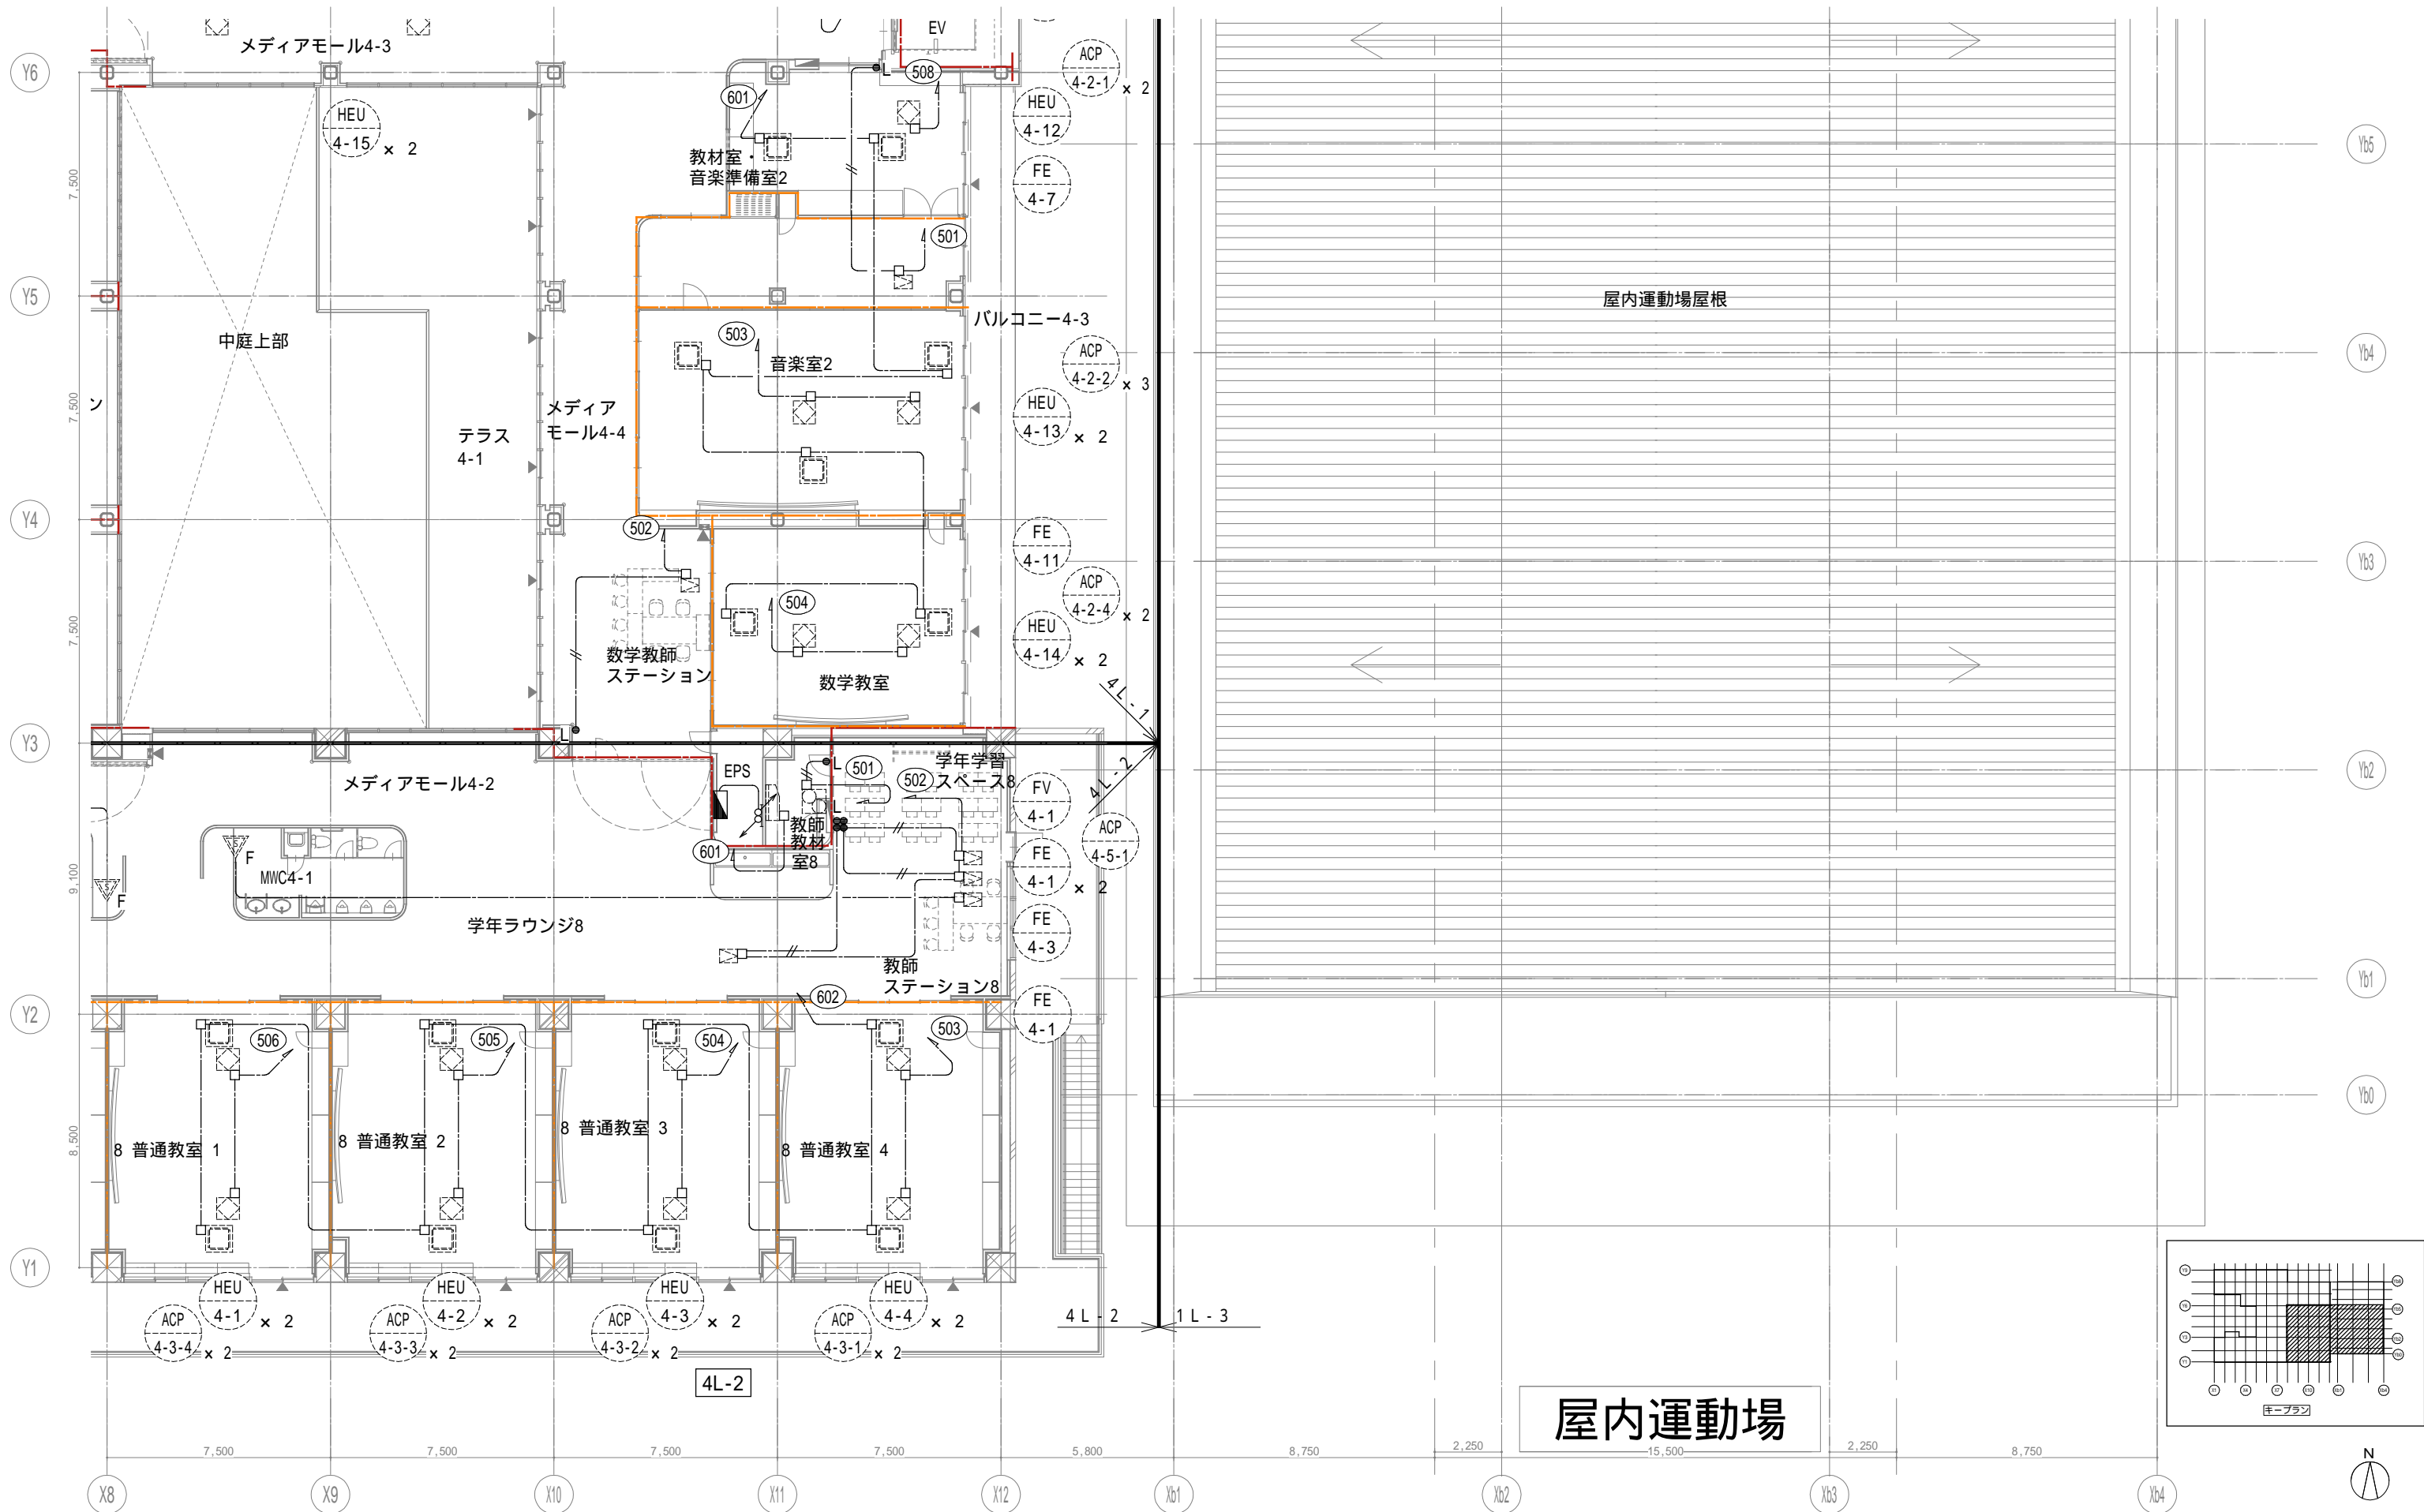 メディアモール4-3
EV
Y6
ACP
4-2-1 × 2
508
601
HEU
4-15 × 2
HEU
4-12
教材室・
音楽準備室2
FE
4-7
Yb5
7,500
501
Y5
屋内運動場屋根
バルコニー4-3
中庭上部
503
音楽室2
ACP
4-2-2 × 3
Yb4
ン
メディア
モール4-4
HEU
4-13 × 2
7,500
テラス
4-1
Y4
502
FE
4-11
Yb3
ACP
4-2-4 × 2
504
7,500
HEU
4-14 × 2
数学教師
ステーション
数学教室
4L-1
Y3
L
メディアモール4-2
EPS
L
501
502
学年学習
スペース8
4L-2
Yb2
FV
4-1
L
教師
教材
室8
ACP
4-5-1
601
F
MWC4-1
F
FE
4-1 × 2
9,100
学年ラウンジ8
FE
4-3
教師
ステーション8
Yb1
602
FE
4-1
Y2
506
505
504
503
Yb0
8,500
8 普通教室 1
8 普通教室 2
8 普通教室 3
8 普通教室 4
Y1
HEU
4-1 × 2
HEU
4-2 × 2
HEU
4-3 × 2
HEU
4-4 × 2
ACP
4-3-4 × 2
ACP
4-3-3 × 2
ACP
4-3-2 × 2
ACP
4-3-1 × 2
4L-2
1L-3
4L-2
屋内運動場
キープラン
N
7,500
7,500
7,500
7,500
5,800
8,750
2,250
15,500
2,250
8,750
X8
X9
X10
X11
X12
Xb1
Xb2
Xb3
Xb4